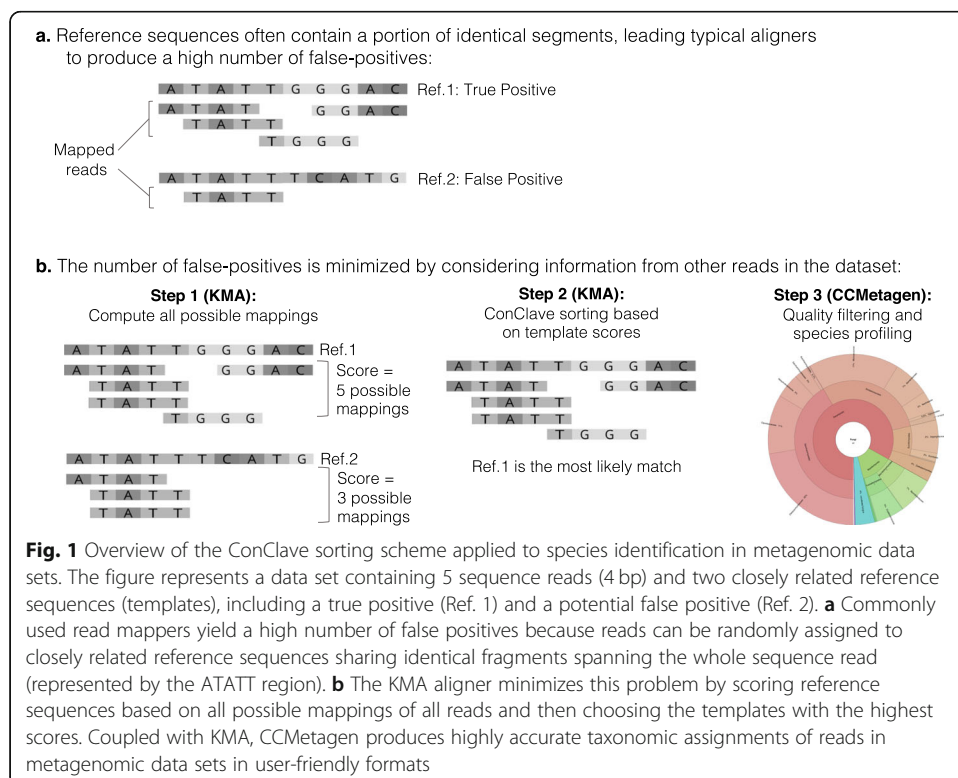 a. Reference sequences often contain a portion of identical segments, leading typical aligners
to produce a high number of false-positives:
A T A T T G G G A C Ref.1: True Positive
A T A T G G A C
T A T T
T G G G
Mapped
reads
A T A T T T C A T G Ref.2: False Positive
T A T T
b. The number of false-positives is minimized by considering information from other reads in the dataset:
Step 1 (KMA):
Compute all possible mappings
A T A T T G G G A C Ref.1
A T A T G G A C
T A T T
T A T T
T G G G
Score =
5 possible
mappings
A T A T T T C A T G Ref.2
A T A T
T A T T
T A T T
Score =
3 possible
mappings
Step 2 (KMA):
ConClave sorting based
on template scores
A T A T T G G G A C
A T A T G G A C
T A T T
T A T T
T G G G
Ref.1 is the most likely match
Step 3 (CCMetagen):
Quality filtering and
species profiling
Fig. 1 Overview of the ConClave sorting scheme applied to species identification in metagenomic data
sets. The figure represents a data set containing 5 sequence reads (4 bp) and two closely related reference
sequences (templates), including a true positive (Ref. 1) and a potential false positive (Ref. 2). a Commonly
used read mappers yield a high number of false positives because reads can be randomly assigned to
closely related reference sequences sharing identical fragments spanning the whole sequence read
(represented by the ATATT region). b The KMA aligner minimizes this problem by scoring reference
sequences based on all possible mappings of all reads and then choosing the templates with the highest
scores. Coupled with KMA, CCMetagen produces highly accurate taxonomic assignments of reads in
metagenomic data sets in user-friendly formats